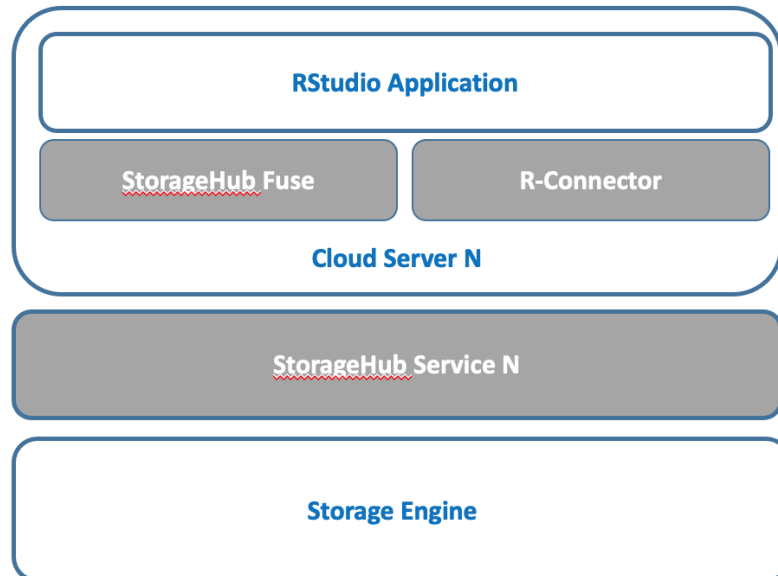 RStudio Application
StorageHub Fuse
R-Connector
Cloud Server N
StorageHub Service N
Storage Engine